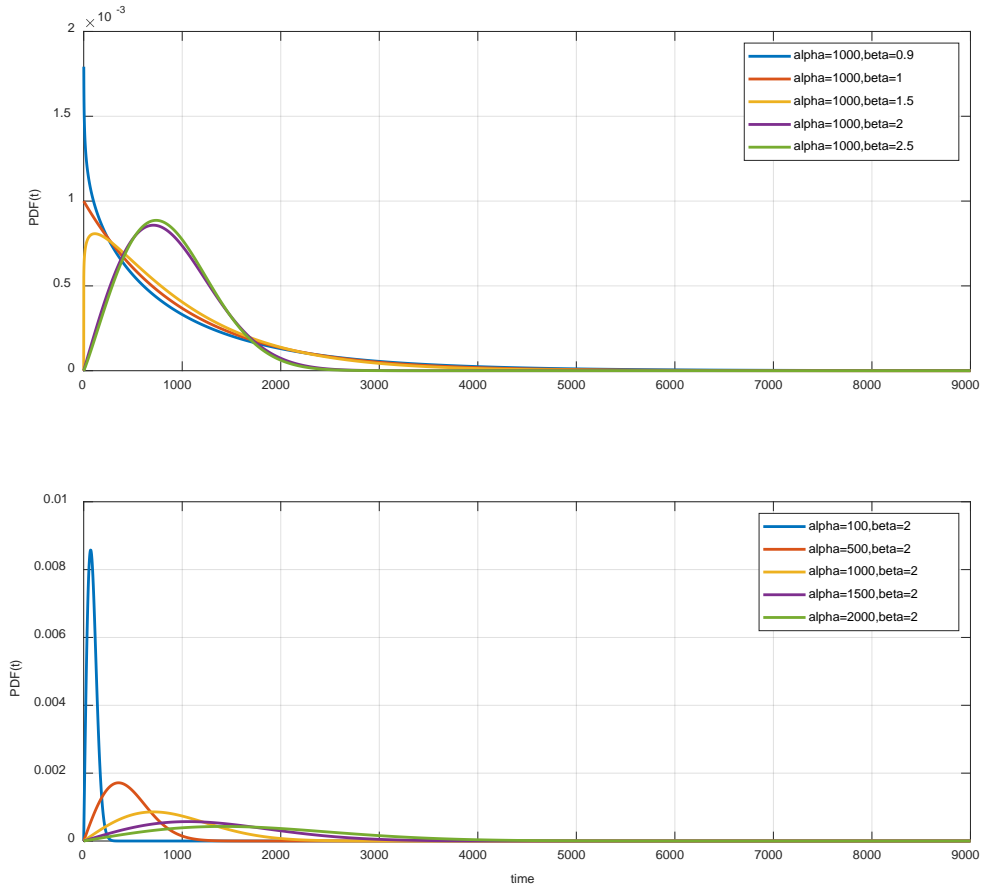 × 10 -3
2
1.5
1
0.5
0
PDF(t)
alpha=1000,beta=0.9
alpha=1000,beta=1
alpha=1000,beta=1.5
alpha=1000,beta=2
alpha=1000,beta=2.5
0 1000 2000 3000 4000 5000 6000 7000 8000 9000
0.01
0.008
0.006
0.004
0.002
0
PDF(t)
alpha=100,beta=2
alpha=500,beta=2
alpha=1000,beta=2
alpha=1500,beta=2
alpha=2000,beta=2
0 1000 2000 3000 4000 5000 6000 7000 8000 9000
time